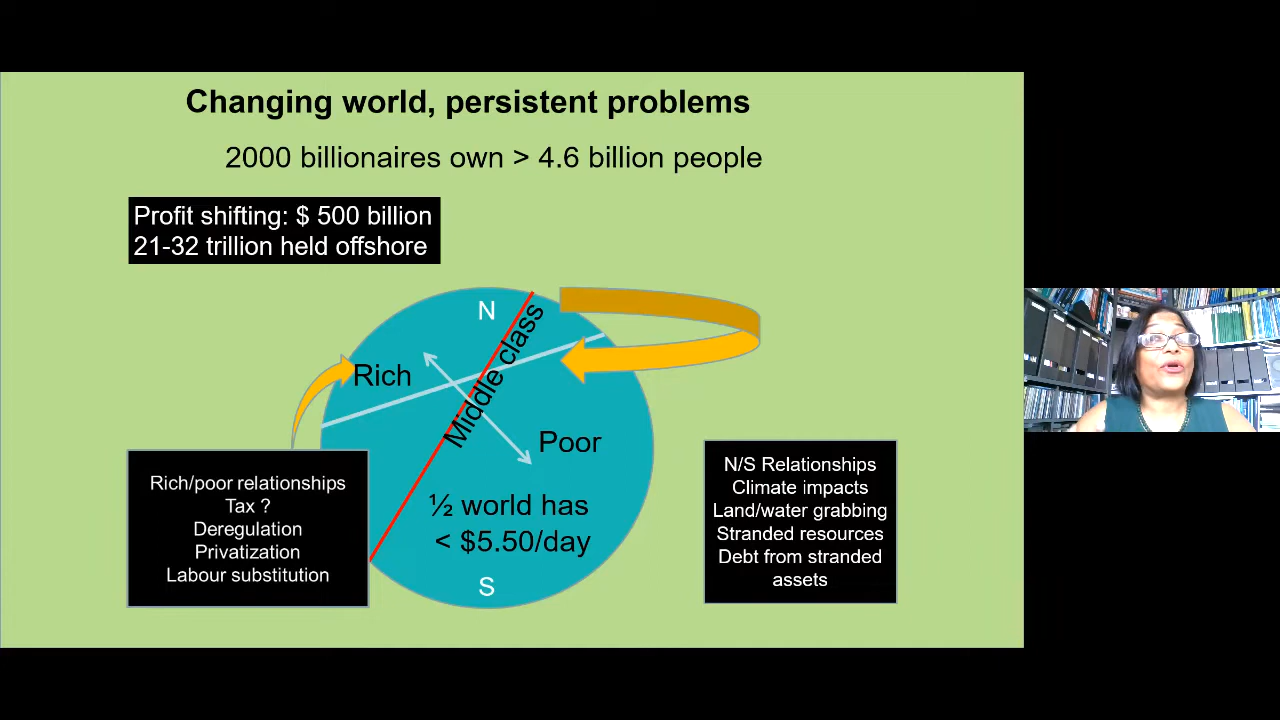 Changing world, persistent problems
2000 billionaires own > 4.6 billion people
Profit shifting: $ 500 billion
21-32 trillion held offshore
N
Middle class
Rich
Poor
½ world has
< $5.50/day
S
Rich/poor relationships
Tax ?
Deregulation
Privatization
Labour substitution
N/S Relationships
Climate impacts
Land/water grabbing
Stranded resources
Debt from stranded
assets